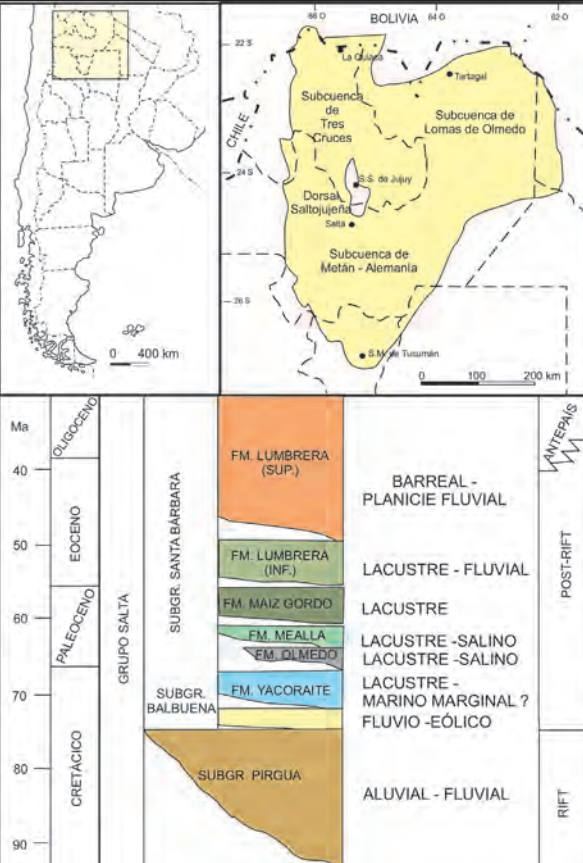 0 400 km
BOLIVIA
66 O
64 O
62 O
22 S
La Quiaca
Tartagal
Subcuenca
de
Tres
Cruces
Subcuenca de
Lomas de Olmedo
CHILE
24 S
S.S. de Jujuy
Dorsal
Saltojujeña
Salta
Subcuenca de
Metán - Alemanía
26 S
S.M. de Tucumán
0 100 200 km
Ma
40
50
60
70
80
90
OLIGOCENO
EOCENO
PALEOCENO
CRETÁCICO
GRUPO SALTA
SUBGR. SANTA BÁRBARA
SUBGR.
BALBUENA
FM. LUMBRERA
(SUP.)
FM. LUMBRERA
(INF.)
FM. MAIZ GORDO
FM. MEALLA
FM. OLMEDO
FM. YACORAITE
SUBGR. PIRGUA
BARREAL -
PLANICIE FLUVIAL
LACUSTRE - FLUVIAL
LACUSTRE
LACUSTRE -SALINO
LACUSTRE -SALINO
LACUSTRE -
MARINO MARGINAL ?
FLUVIO -EÓLICO
ALUVIAL - FLUVIAL
ANTEPAÍS
POST-RIFT
RIFT